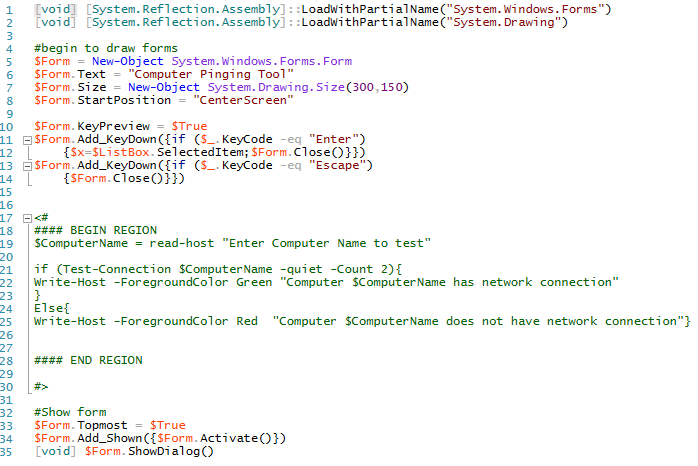 1 [void] [System.Reflection.Assembly]::LoadWithPartialName("System.Windows.Forms")
2 [void] [System.Reflection.Assembly]::LoadWithPartialName("System.Drawing")
3
4 #begin to draw forms
5 $Form = New-Object System.Windows.Forms.Form
6 $Form.Text = "Computer Pinging Tool"
7 $Form.Size = New-Object System.Drawing.Size(300,150)
8 $Form.StartPosition = "CenterScreen"
9
10 $Form.KeyPreview = $True
11 $Form.Add_KeyDown({if ($_.KeyCode -eq "Enter")
12 {$x=$ListBox.SelectedItem;$Form.Close()}})
13 $Form.Add_KeyDown({if ($_.KeyCode -eq "Escape")
14 {$Form.Close()}})
15
16
17 <#
18 #### BEGIN REGION
19 $ComputerName = read-host "Enter Computer Name to test"
20
21 if (Test-Connection $ComputerName -quiet -Count 2){
22 Write-Host -ForegroundColor Green "Computer $ComputerName has network connection"
23 }
24 Else{
25 Write-Host -ForegroundColor Red  "Computer $ComputerName does not have network connection"}
26
27
28 #### END REGION
29
30 #>
31
32 #Show form
33 $Form.Topmost = $True
34 $Form.Add_Shown({$Form.Activate()})
35 [void] $Form.ShowDialog()